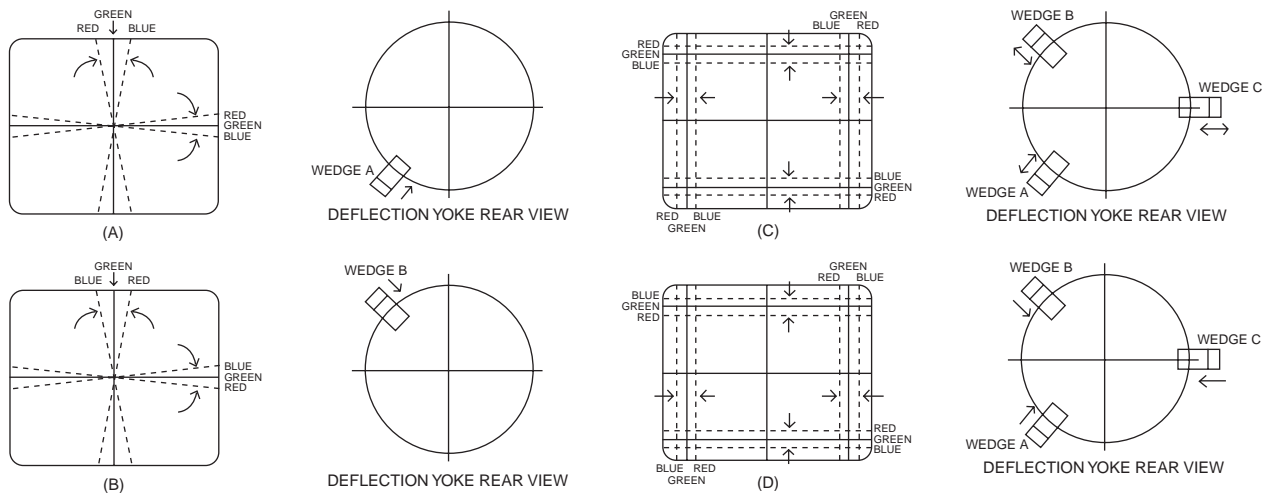 GREEN
RED BLUE
RED
GREEN
BLUE
(A)
WEDGE A
DEFLECTION YOKE REAR VIEW
GREEN
BLUE RED
RED
GREEN
BLUE
BLUE
GREEN
RED
RED BLUE
GREEN
(C)
WEDGE B
WEDGE C
WEDGE A
DEFLECTION YOKE REAR VIEW
GREEN
BLUE RED
BLUE
GREEN
RED
(B)
WEDGE B
DEFLECTION YOKE REAR VIEW
GREEN
RED BLUE
BLUE
GREEN
RED
RED
GREEN
BLUE
BLUE RED
GREEN
(D)
WEDGE B
WEDGE C
WEDGE A
DEFLECTION YOKE REAR VIEW